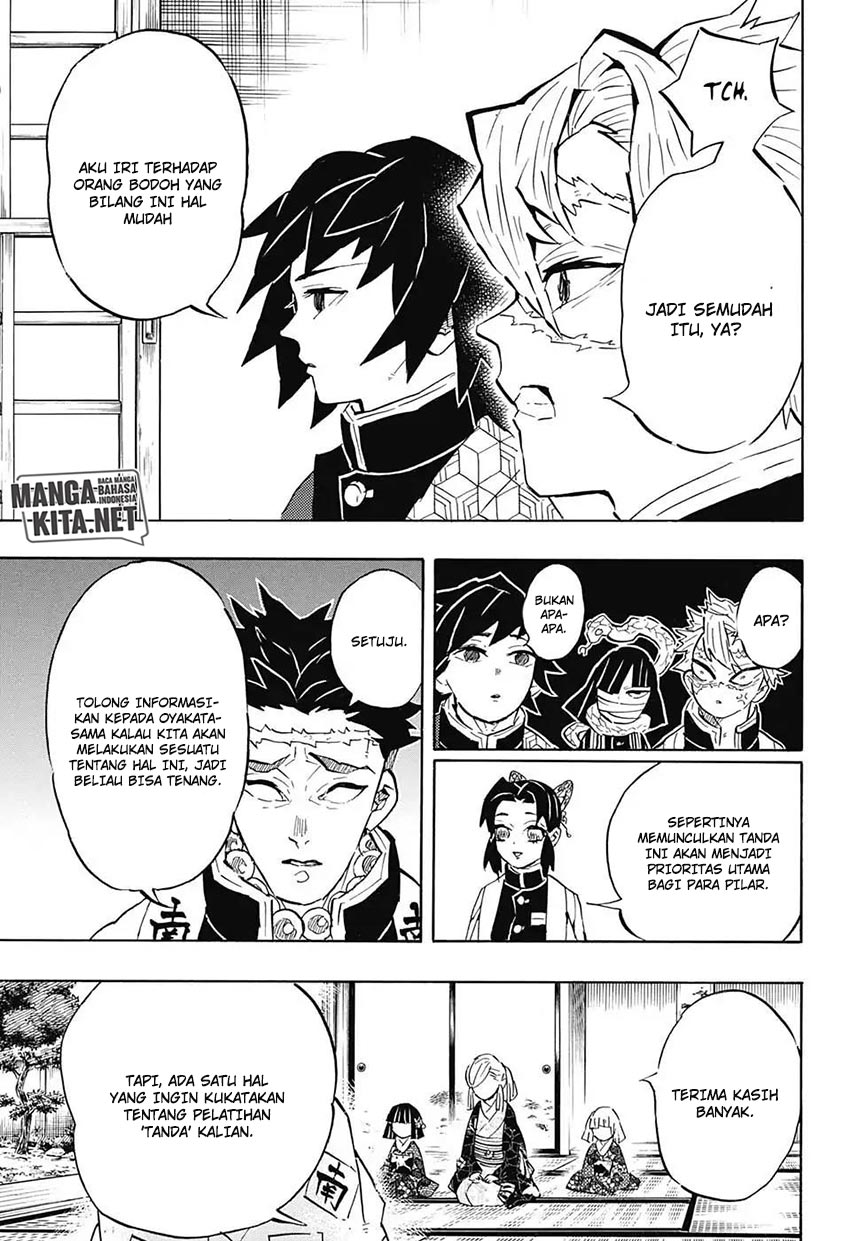 TCH.
JADI SEMUDAH
ITU, YA?
AKU IRI TERHADAP
ORANG BODOH YANG
BILANG INI HAL
MUDAH
MANGA
KITA.NET
BACA MANGA
BAHASA
INDONESIA
APA?
BUKAN
APA-
APA.
SEPERTINYA
MEMUNCULKAN TANDA
INI AKAN MENJADI
PRIORITAS UTAMA
BAGI PARA PILAR.
SETUJU.
TOLONG INFORMASI-
KAN KEPADA OYAKATA-
SAMA KALAU KITA AKAN
MELAKUKAN SESUATU
TENTANG HAL INI, JADI
BELIAU BISA TENANG.
南
南
TERIMA KASIH
BANYAK.
TAPI, ADA SATU HAL
YANG INGIN KUKATAKAN
TENTANG PELATIHAN
'TANDA' KALIAN.
南